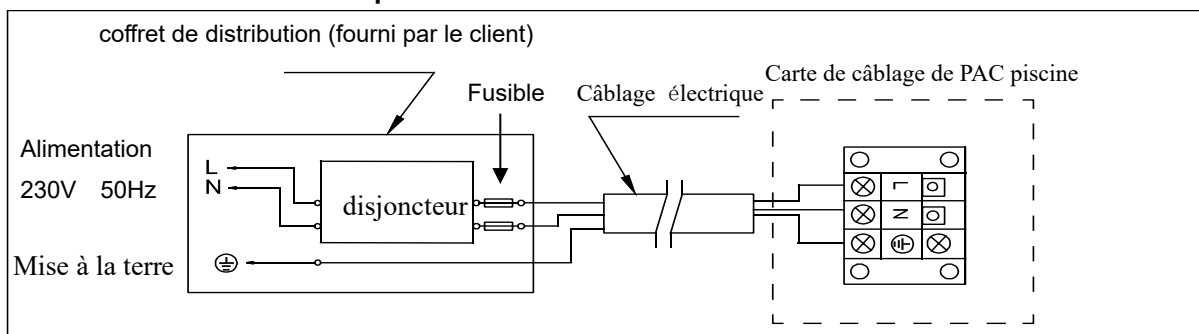 coffret de distribution (fourni par le client)
Carte de câblage de PAC piscine
Fusible
Câblage électrique
Alimentation
230V 50Hz
L
N
disjoncteur
Mise à la terre
L
N